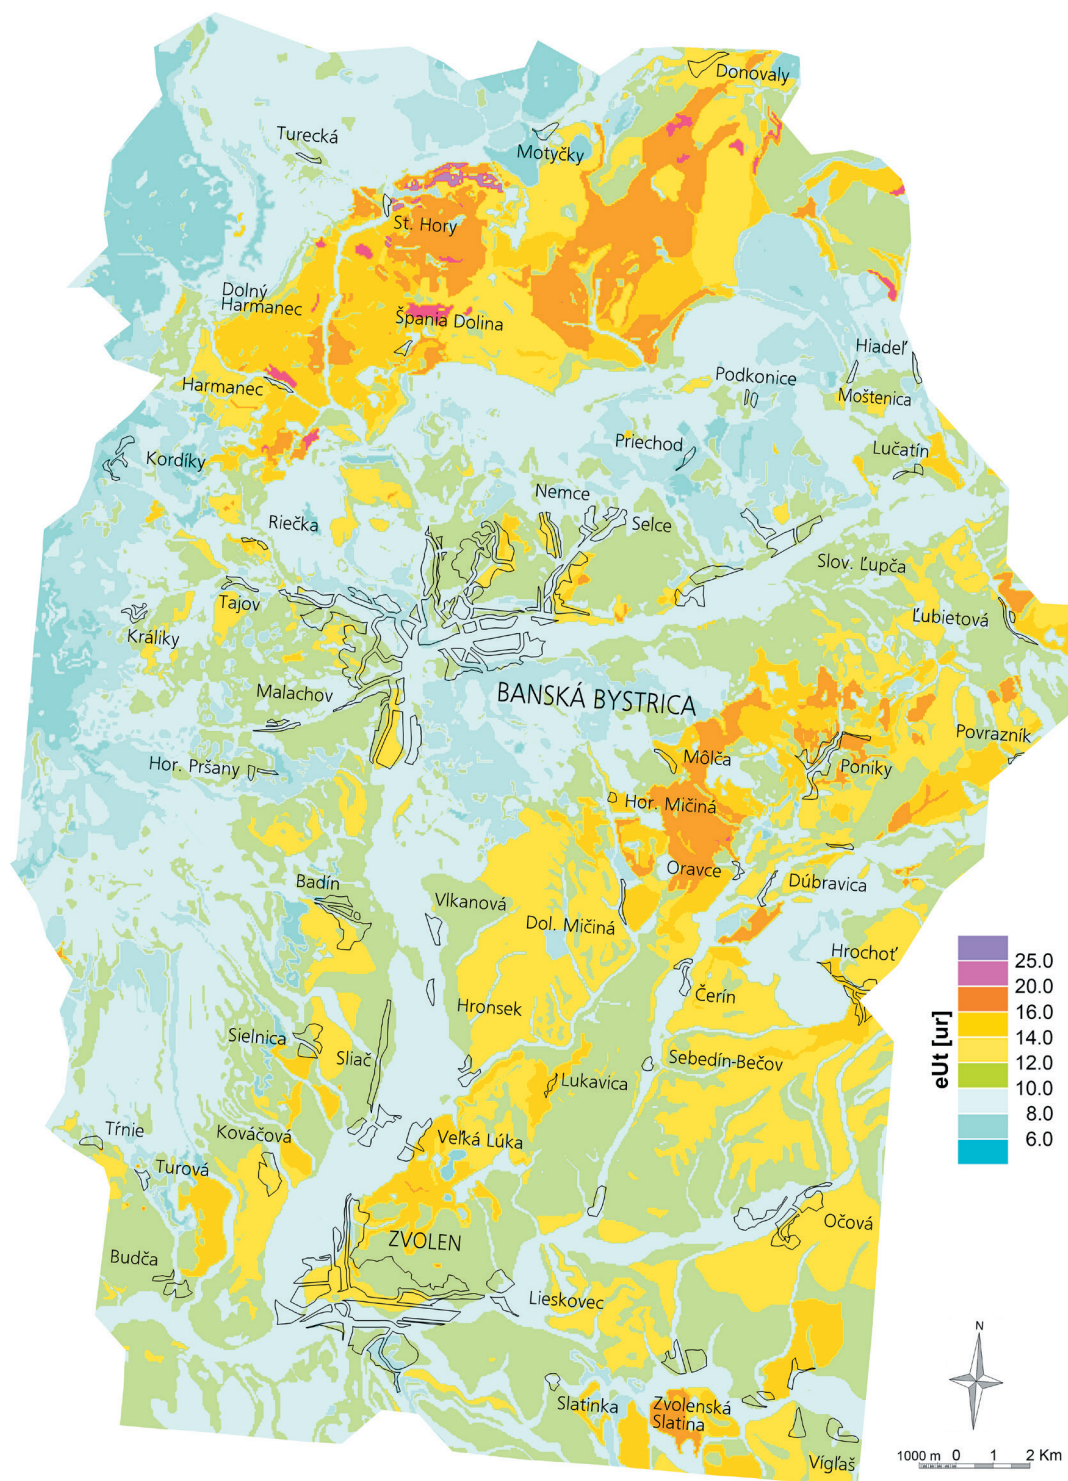 Donovaly
Turecká
Motyčky
St. Hory
Dolný
Harmanec
Špania Dolina
Hiadeľ
Harmanec
Podkonice
Moštenica
Kordíky
Priechod
Lučatín
Nemce
Riečka
Selce
Slov. Ľupča
Tajov
Ľubietová
Králiky
Malachov
BANSKÁ BYSTRICA
Povrazník
Hor. Pršany
Môlča
Poniky
Hor. Mičiná
Oravce
Dúbravica
Badín
Vlkanová
Dol. Mičiná
Hrochoť
Čerín
Hronsek
Sielnica
Sliač
Sebedín-Bečov
Lukavica
Tŕnie
Kováčová
Veľká Lúka
Turová
Očová
ZVOLEN
Budča
Lieskovec
Slatinka
Zvolenská
Slatina
Vígľaš
eUt [ur]
25.0
20.0
16.0
14.0
12.0
10.0
8.0
6.0
N
1000 m 0 1 2 Km